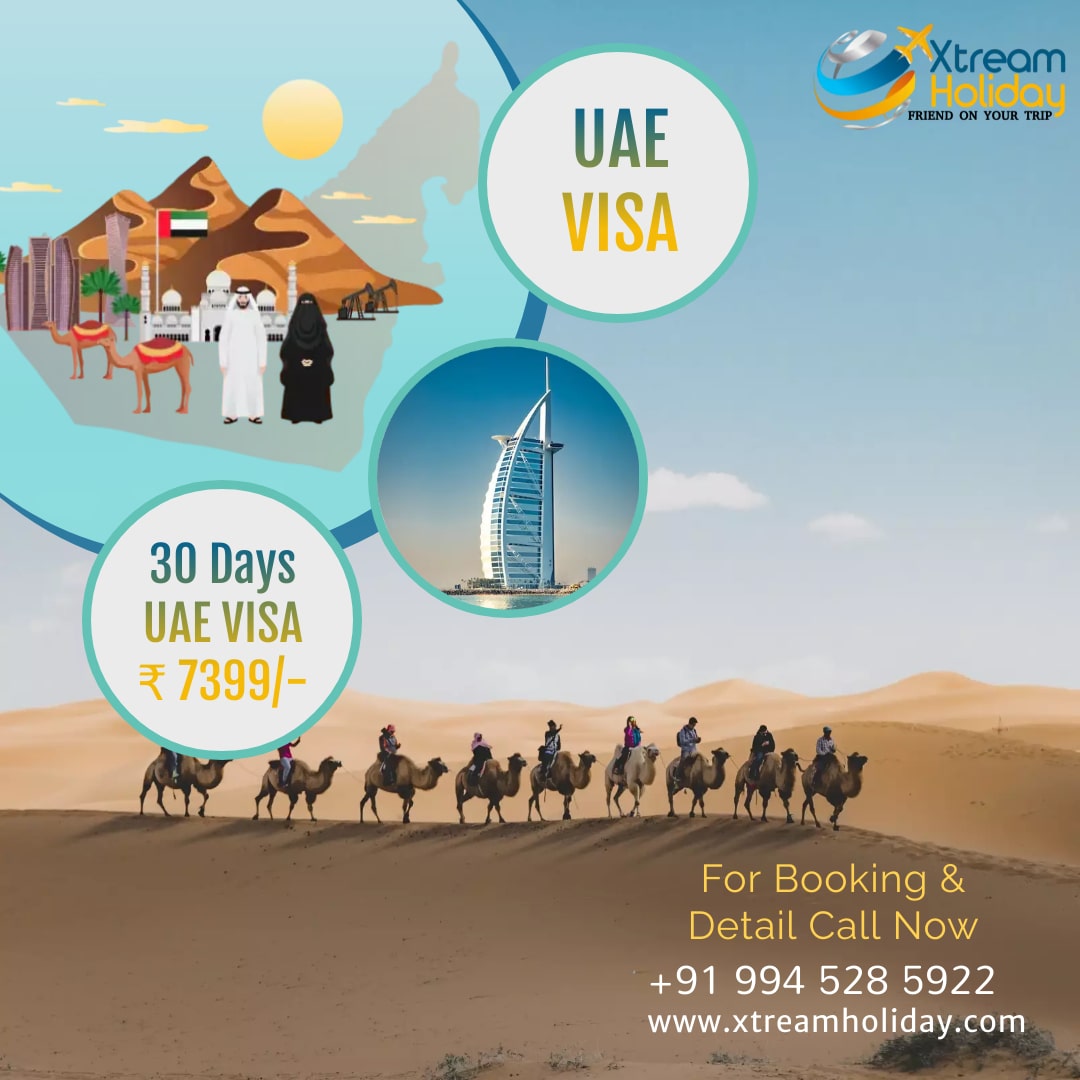 Xtream
Holiday
FRIEND ON YOUR TRIP
UAE
VISA
30 Days
UAE VISA
₹ 7399/-
For Booking &
Detail Call Now
+91 994 528 5922
www.xtreamholiday.com